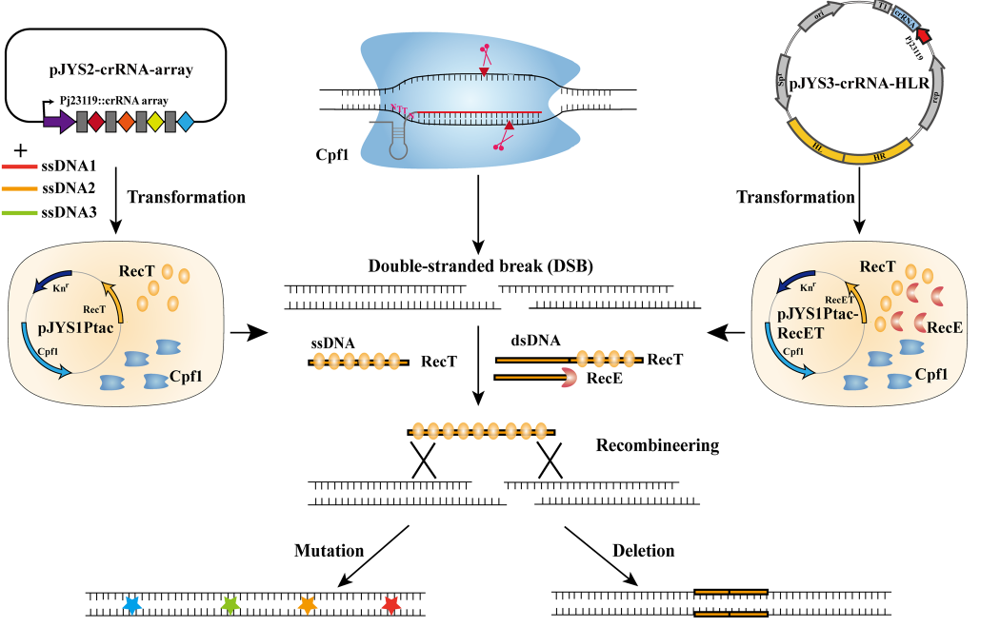 pJYS2-crRNA-array
Pj23119::crRNA array
+
ssDNA1
ssDNA2
ssDNA3
Transformation
RecT
Knr
RecT
pJYS1Ptac
Cpf1
Cpf1
NTTT
Cpf1
Double-stranded break (DSB)
ssDNA
RecT
dsDNA
RecT
RecE
Recombineering
Mutation
Deletion
ori
T1
crRNA
Pj23119
Spr
pJYS3-crRNA-HLR
rep
HL
HR
Transformation
RecT
Knr
RecET
pJYS1Ptac-
RecET
RecE
Cpf1
Cpf1